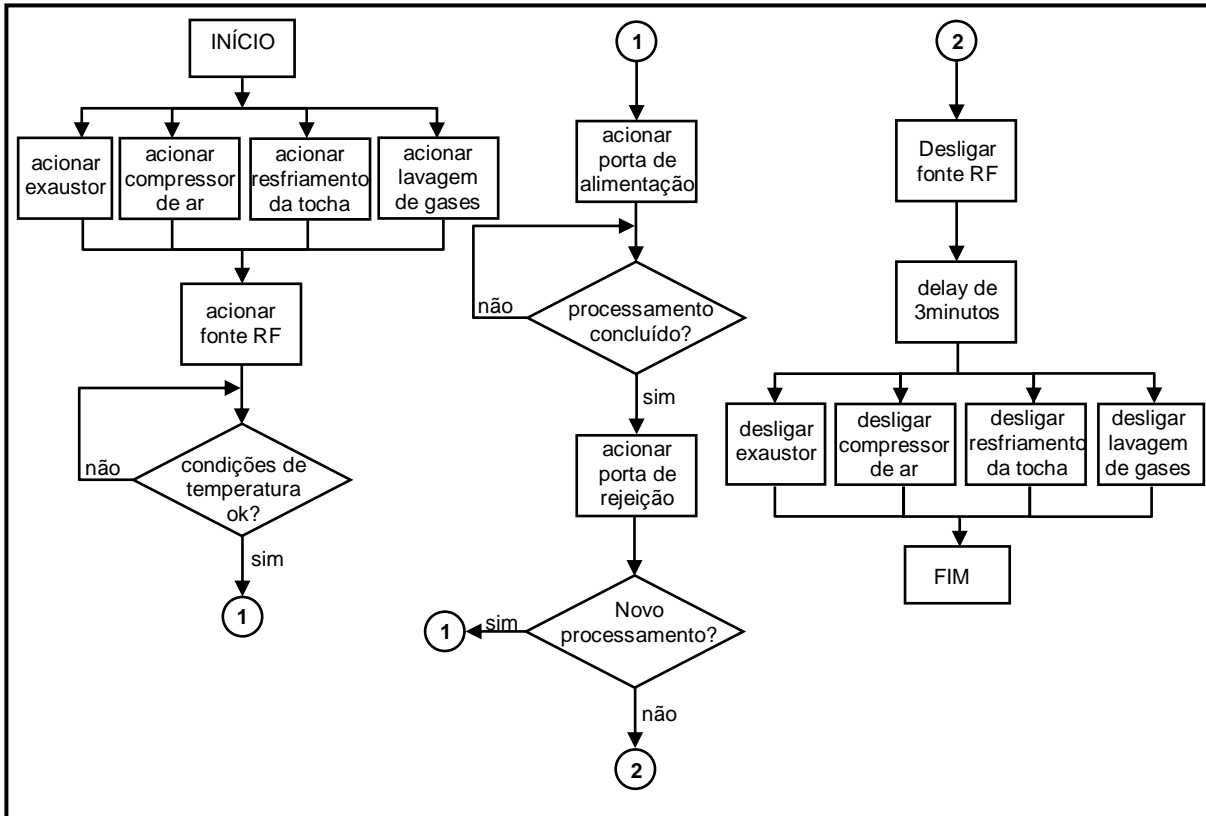 INÍCIO
acionar
exaustor
acionar
compressor
de ar
acionar
resfriamento
da tocha
acionar
lavagem
de gases
acionar
fonte RF
não
condições de
temperatura
ok?
sim
1
1
acionar
porta de
alimentação
não
processamento
concluído?
sim
acionar
porta de
rejeição
Novo
processamento?
sim
1
não
2
2
Desligar
fonte RF
delay de
3minutos
desligar
exaustor
desligar
compressor
de ar
desligar
resfriamento
da tocha
desligar
lavagem
de gases
FIM